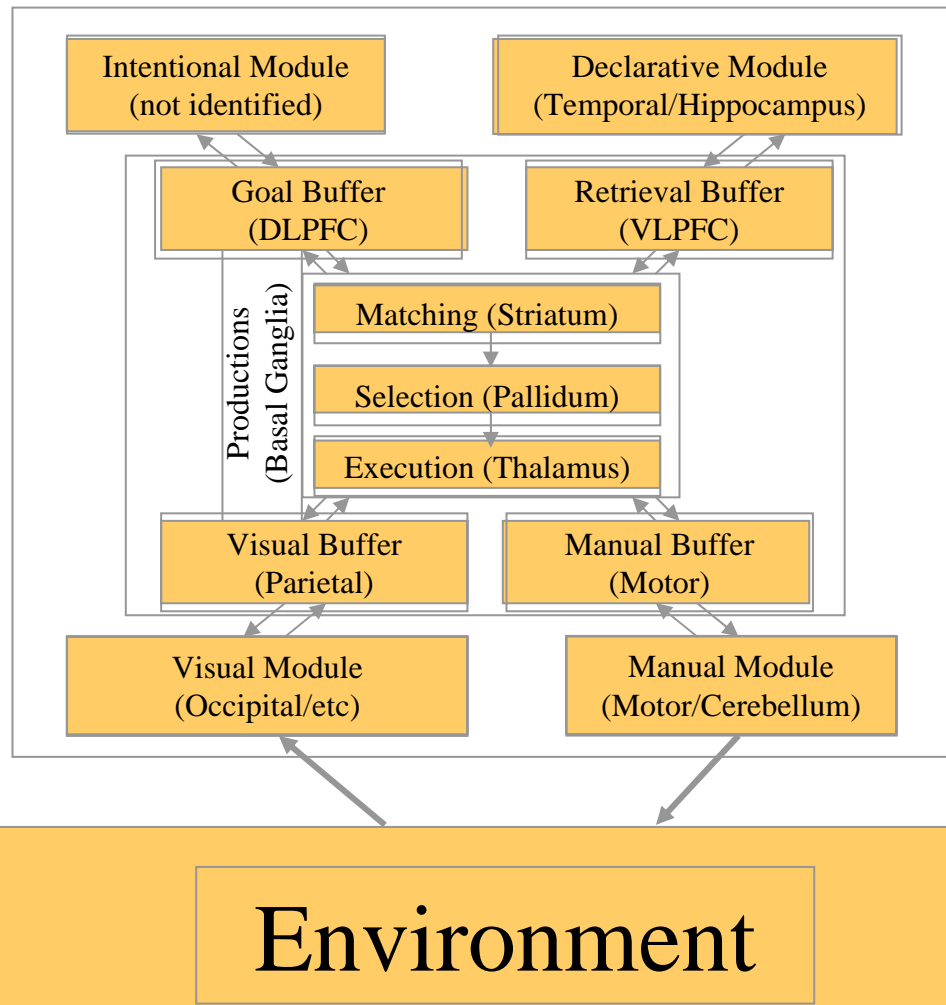 Intentional Module
(not identified)
Declarative Module
(Temporal/Hippocampus)
Goal Buffer
(DLPFC)
Retrieval Buffer
(VLPFC)
Productions
(Basal Ganglia)
Matching (Striatum)
Selection (Pallidum)
Execution (Thalamus)
Visual Buffer
(Parietal)
Manual Buffer
(Motor)
Visual Module
(Occipital/etc)
Manual Module
(Motor/Cerebellum)
Environment